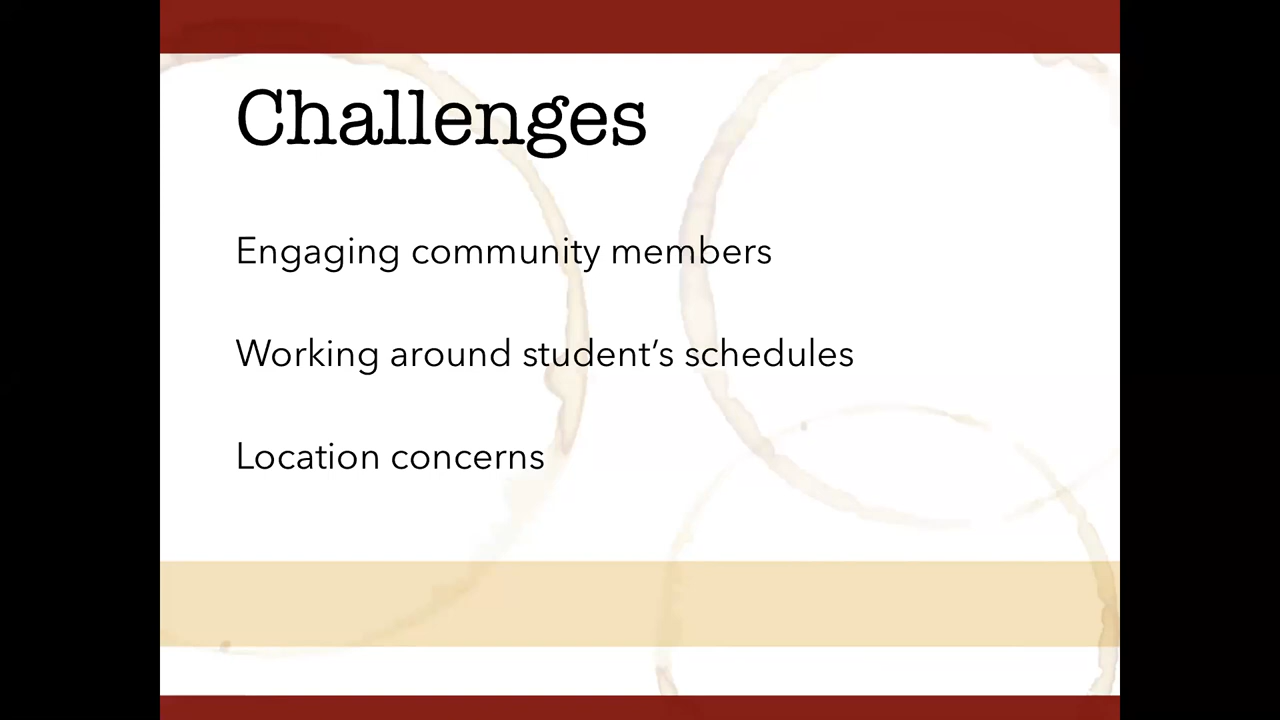 Challenges
Engaging community members
Working around student’s schedules
Location concerns